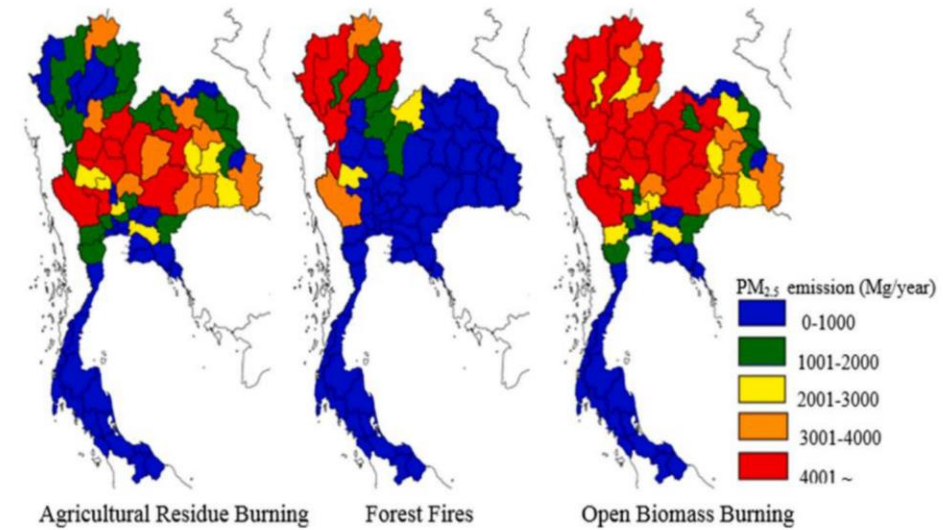 PM2.5 emission (Mg/year)
0-1000
1001-2000
2001-3000
3001-4000
4001 ~
Agricultural Residue Burning
Forest Fires
Open Biomass Burning